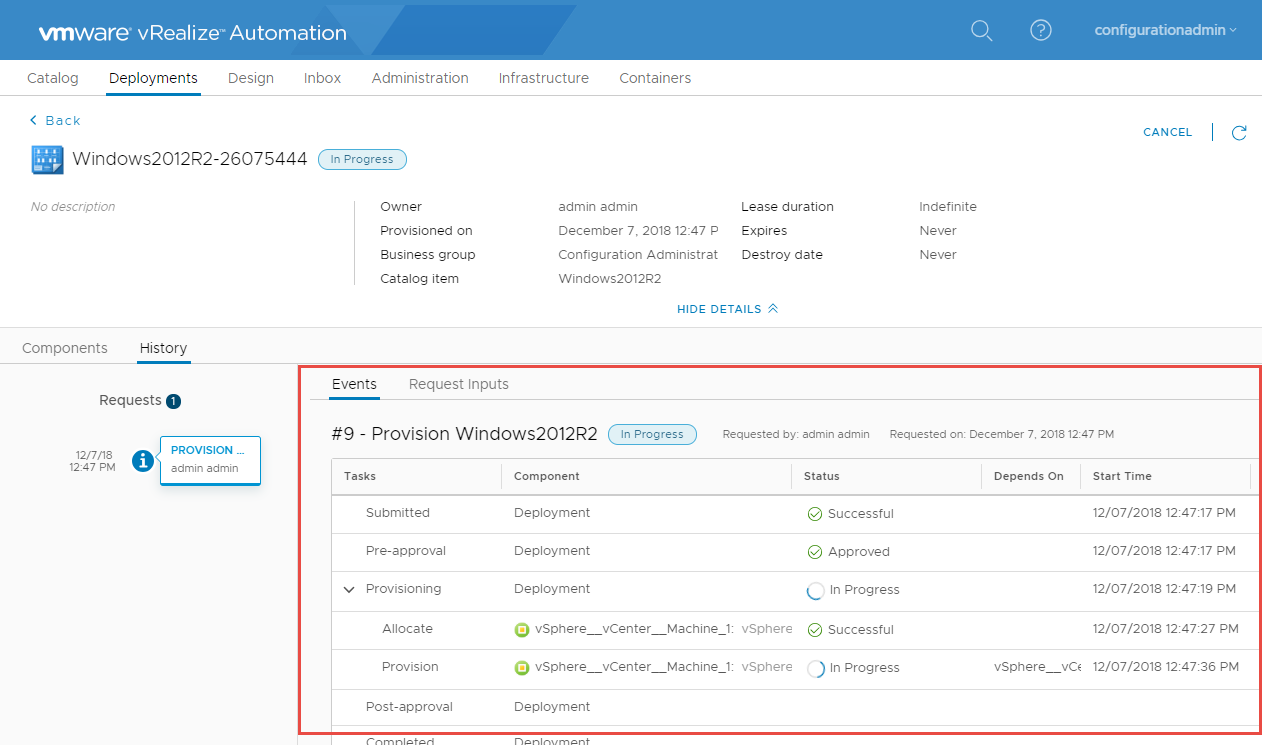 vmware® vRealize™ Automation
configurationadmin
Catalog Deployments Design Inbox Administration Infrastructure Containers
Back
CANCEL
Windows2012R2-26075444 In Progress
No description
Owner admin admin Lease duration Indefinite
Provisioned on December 7, 2018 12:47 P Expires Never
Business group Configuration Administrat Destroy date Never
Catalog item Windows2012R2
HIDE DETAILS
Components History
Requests 1
12/7/18
12:47 PM
PROVISION ...
admin admin
Events Request Inputs
#9 - Provision Windows2012R2 In Progress Requested by: admin admin Requested on: December 7, 2018 12:47 PM
Tasks Component Status Depends On Start Time
Submitted Deployment Successful 12/07/2018 12:47:17 PM
Pre-approval Deployment Approved 12/07/2018 12:47:17 PM
Provisioning Deployment In Progress 12/07/2018 12:47:19 PM
Allocate vSphere__vCenter__Machine_1: vSphere Successful 12/07/2018 12:47:27 PM
Provision vSphere__vCenter__Machine_1: vSphere In Progress vSphere__vCe 12/07/2018 12:47:36 PM
Post-approval Deployment
Completed Deployment